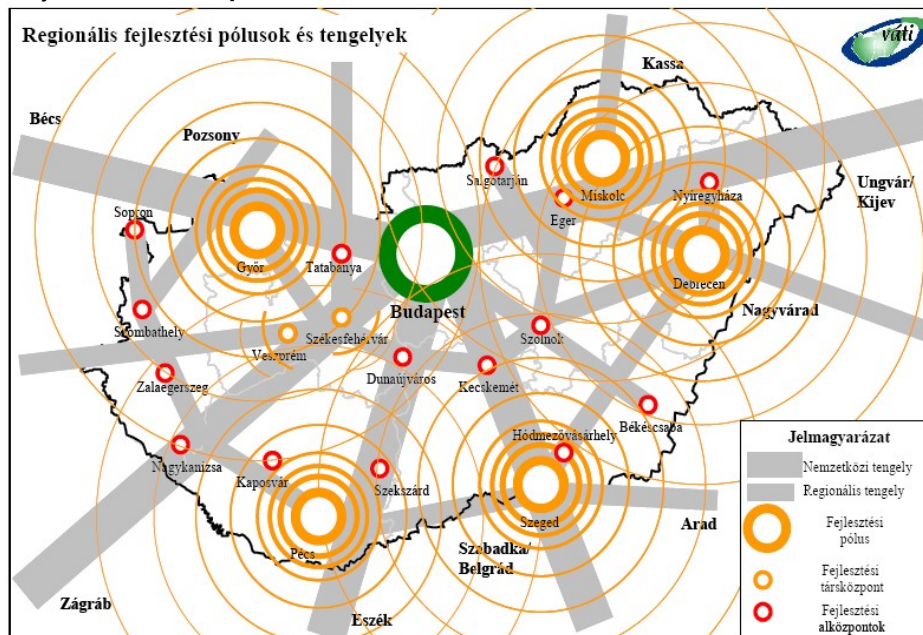 Regionális fejlesztési pólusok és tengelyek
váti
Kassa
Bécs
Pozsony
Salgótarján
Miskolc
Nyíregyháza
Ungvár/
Kijev
Sopron
Eger
Győr
Tatabánya
Debrecen
Budapest
Nagyvárad
Szombathely
Székesfehérvár
Veszprém
Szolnok
Dunaújváros
Kecskemét
Zalaegerszeg
Békéscsaba
Hódmezővásárhely
Nagykanizsa
Kaposvár
Szekszárd
Szeged
Arad
Pécs
Szabadka/
Belgrád
Zágráb
Eszék
Jelmagyarázat
Nemzetközi tengely
Regionális tengely
Fejlesztési
pólus
Fejlesztési
társközpont
Fejlesztési
alközpontok